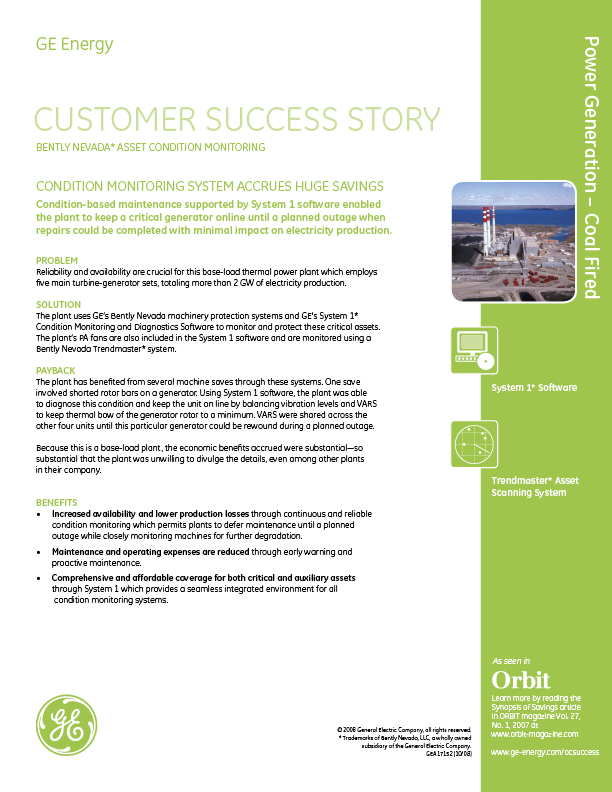 GE Energy
CUSTOMER SUCCESS STORY
BENTLY NEVADA* ASSET CONDITION MONITORING
CONDITION MONITORING SYSTEM ACCRUES HUGE SAVINGS
Condition-based maintenance supported by System 1 software enabled
the plant to keep a critical generator online until a planned outage when
repairs could be completed with minimal impact on electricity production.
PROBLEM
Reliability and availability are crucial for this base-load thermal power plant which employs
five main turbine-generator sets, totaling more than 2 GW of electricity production.
SOLUTION
The plant uses GE's Bently Nevada machinery protection systems and GE's System 1*
Condition Monitoring and Diagnostics Software to monitor and protect these critical assets.
The plant's PA fans are also included in the System 1 software and are monitored using a
Bently Nevada Trendmaster* system.
PAYBACK
The plant has benefited from several machine saves through these systems. One save
involved shorted rotor bars on a generator. Using System 1 software, the plant was able
to diagnose this condition and keep the unit on line by balancing vibration levels and VARS
to keep thermal bow of the generator rotor to a minimum. VARS were shared across the
other four units until this particular generator could be rewound during a planned outage.
Because this is a base-load plant, the economic benefits accrued were substantial—so
substantial that the plant was unwilling to divulge the details, even among other plants
in their company.
BENEFITS
• Increased availability and lower production losses through continuous and reliable
condition monitoring which permits plants to defer maintenance until a planned
outage while closely monitoring machines for further degradation.
• Maintenance and operating expenses are reduced through early warning and
proactive maintenance.
• Comprehensive and affordable coverage for both critical and auxiliary assets
through System 1 which provides a seamless integrated environment for all
condition monitoring systems.
Power Generation – Coal Fired
System 1* Software
Trendmaster* Asset
Scanning System
As seen in
Orbit
Learn more by reading the
Synopsis of Savings article
in ORBIT magazine Vol. 27,
No. 1, 2007 at
www.orbit-magazine.com
www.ge-energy.com/ocsuccess
GE
© 2008 General Electric Company, all rights reserved.
* Trademarks of Bently Nevada, LLC, a wholly owned
subsidiary of the General Electric Company.
GEA17152 (10/08)